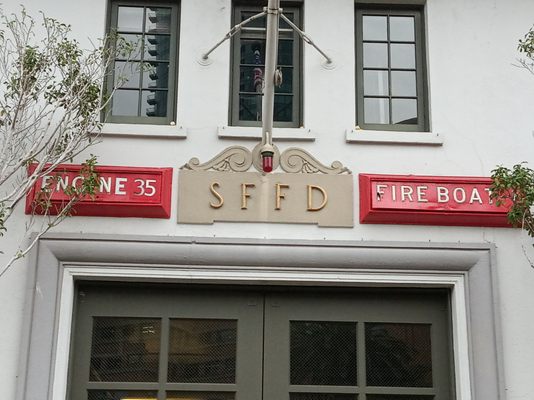 ENGINE 35
SFFD
FIRE BOAT